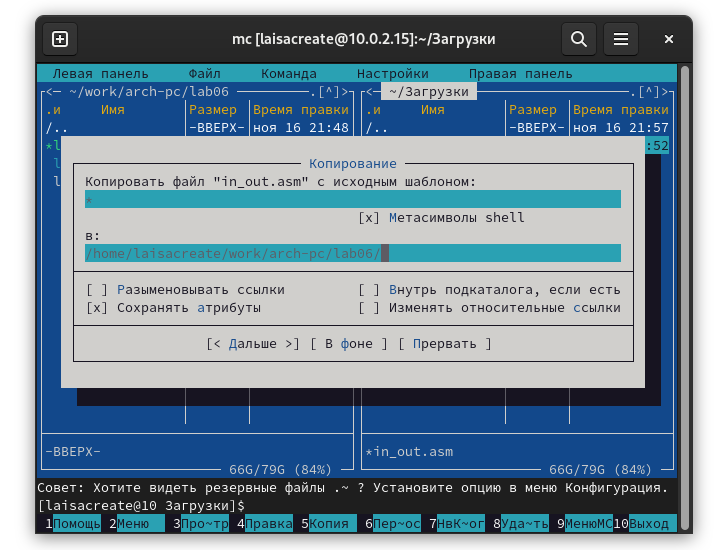 mc [laisacreate@10.0.2.15]:~/Загрузки
Левая панель Файл Команда Настройки Правая панель
<— ~/work/arch-pc/lab06 .[^]> <— ~/Загрузки .[^]>
.и Имя Размер Время правки .и Имя Размер Время правки
/.. -ВВЕРХ- ноя 16 21:48 /.. -ВВЕРХ- ноя 16 21:57
*l :52
l
l
Копирование
Копировать файл "in_out.asm" с исходным шаблоном:
*
[x] Метасимволы shell
в:
/home/laisacreate/work/arch-pc/lab06/
[ ] Разыменовывать ссылки [ ] Внутрь подкаталога, если есть
[x] Сохранять атрибуты [ ] Изменять относительные ссылки
[< Дальше >] [ В фоне ] [ Прервать ]
-ВВЕРХ- *in_out.asm
66G/79G (84%) 66G/79G (84%)
Совет: Хотите видеть резервные файлы .~ ? Установите опцию в меню Конфигурация.
[laisacreate@10 Загрузки]$
1Помощь 2Меню 3Про~тр 4Правка 5Копия 6Пер~ос 7НвК~ог 8Уда~ть 9МенюМС 10Выход